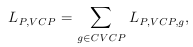 L_{P,VCP} = \sum_{g \in CVCP} L_{P,VCP,g},